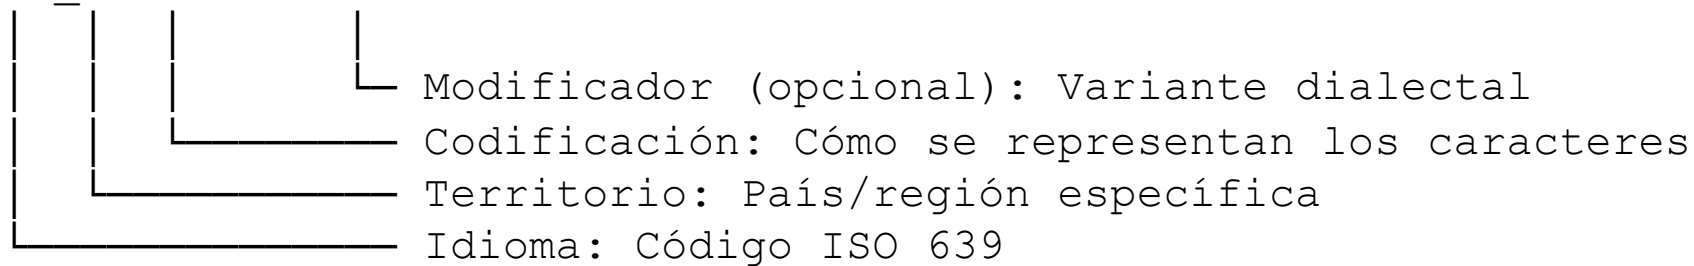 Modificador (opcional): Variante dialectal
Codificación: Cómo se representan los caracteres
Territorio: País/región específica
Idioma: Código ISO 639